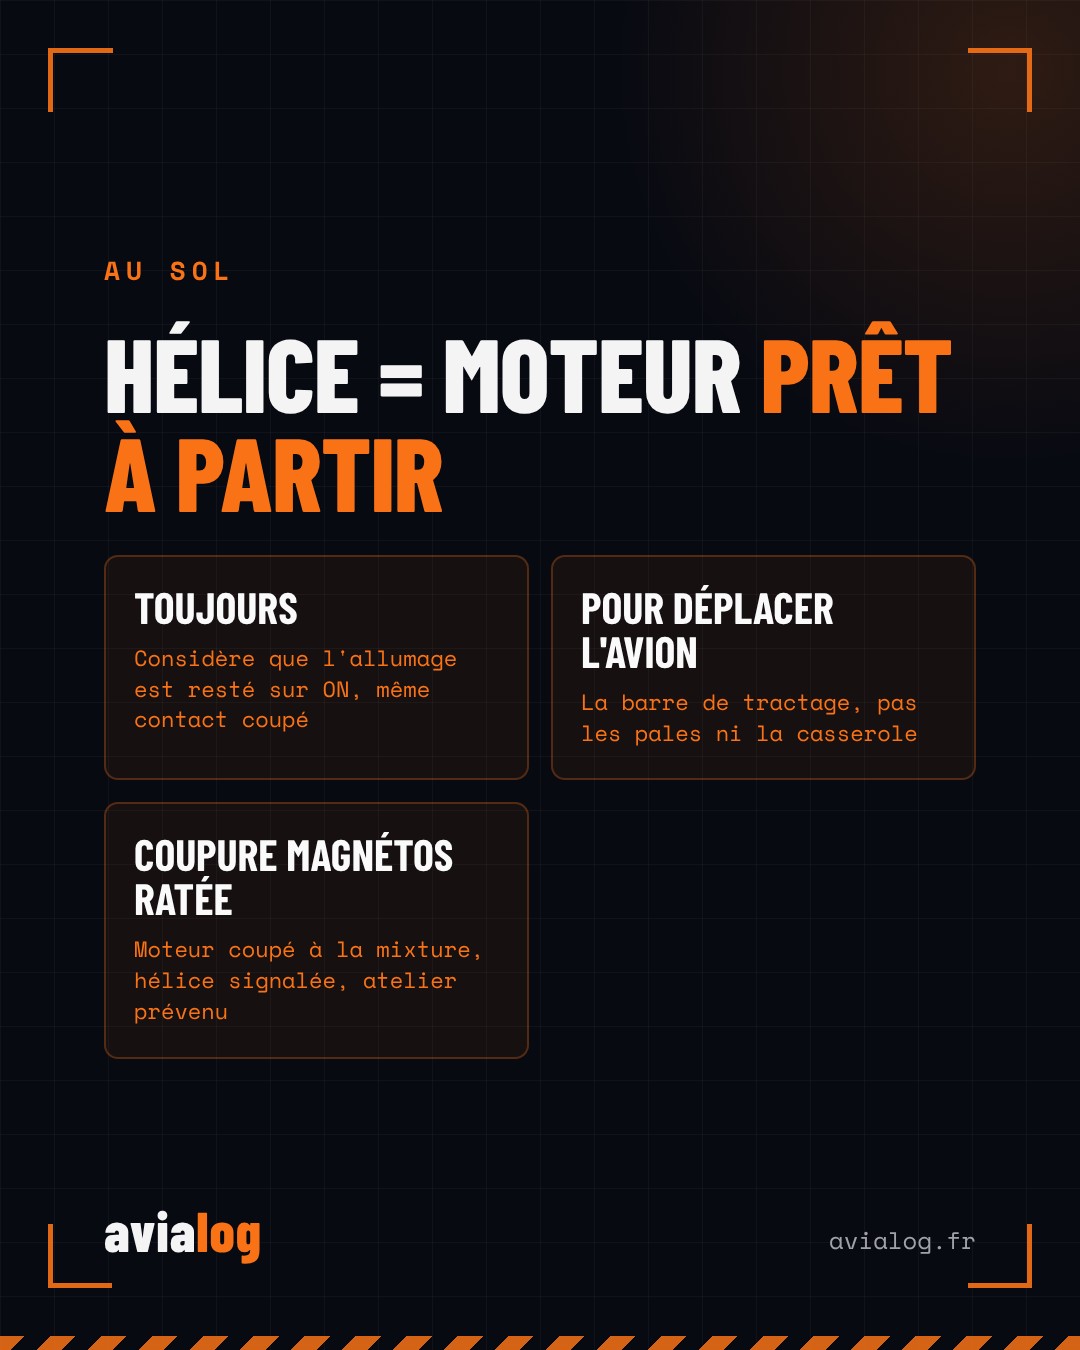 AU SOL
HÉLICE = MOTEUR PRÊT
À PARTIR
TOUJOURS
Considère que l'allumage
est resté sur ON, même
contact coupé
POUR DÉPLACER
L'AVION
La barre de tractage, pas
les pales ni la casserole
COUPURE MAGNÉTOS
RATÉE
Moteur coupé à la mixture,
hélice signalée, atelier
prévenu
avialog
avialog.fr